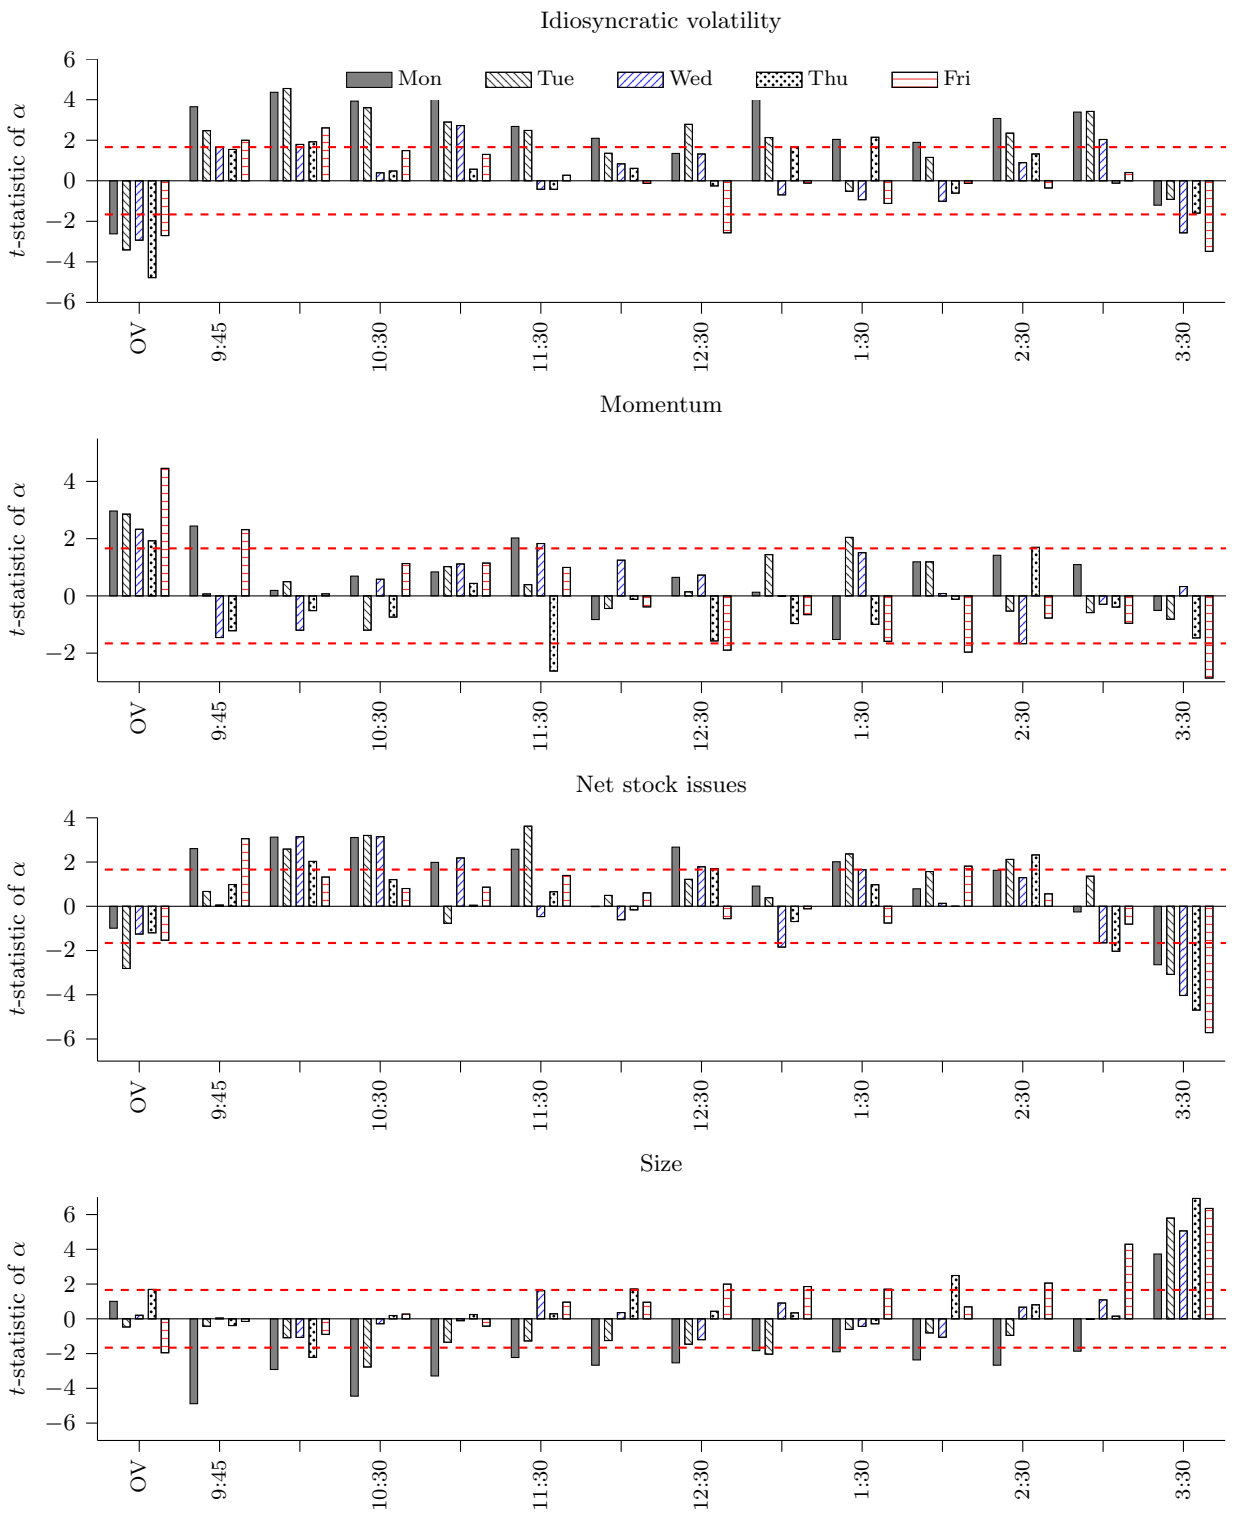 Idiosyncratic volatility
Mon Tue Wed Thu Fri
t-statistic of α
6
4
2
0
−2
−4
−6
OV 9:45 10:30 11:30 12:30 1:30 2:30 3:30
Momentum
t-statistic of α
4
2
0
−2
OV 9:45 10:30 11:30 12:30 1:30 2:30 3:30
Net stock issues
t-statistic of α
4
2
0
−2
−4
−6
OV 9:45 10:30 11:30 12:30 1:30 2:30 3:30
Size
t-statistic of α
6
4
2
0
−2
−4
−6
OV 9:45 10:30 11:30 12:30 1:30 2:30 3:30